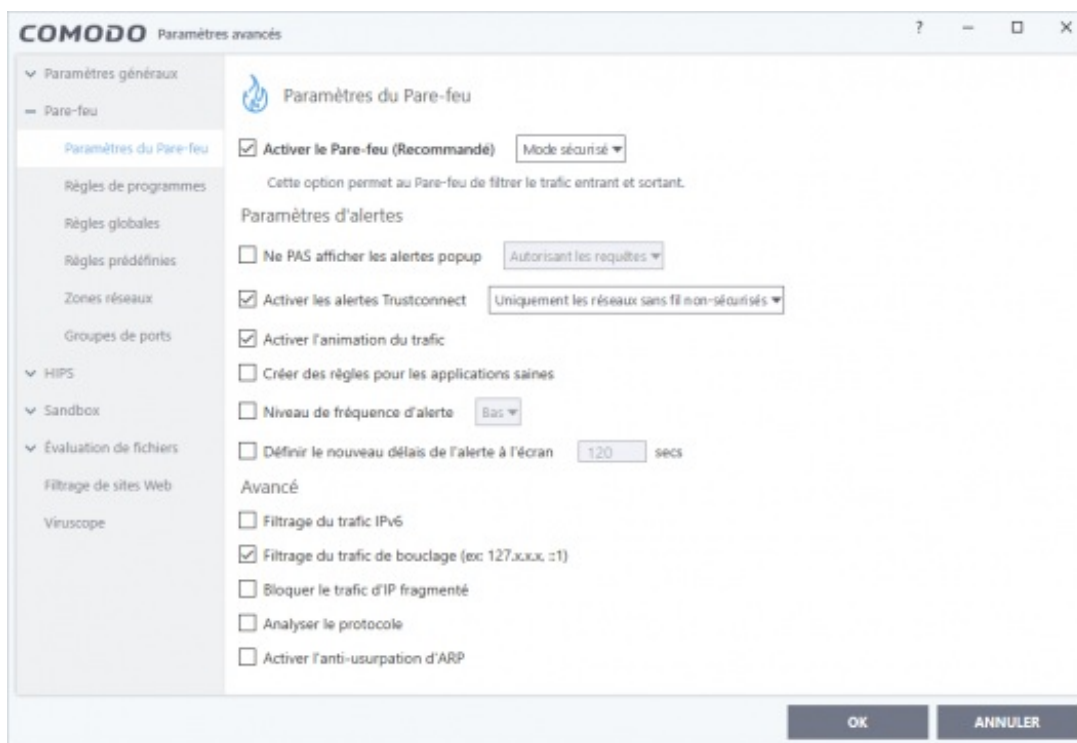 COMODO Paramètres avancés
?
Paramètres généraux
Pare-feu
Paramètres du Pare-feu
Règles de programmes
Règles globales
Règles prédéfinies
Zones réseaux
Groupes de ports
HIPS
Sandbox
Évaluation de fichiers
Filtrage de sites Web
Viruscope
Paramètres du Pare-feu
Activer le Pare-feu (Recommandé) Mode sécurisé
Cette option permet au Pare-feu de filtrer le trafic entrant et sortant.
Paramètres d'alertes
Ne PAS afficher les alertes popup Autorisant les requêtes
Activer les alertes Trustconnect Uniquement les réseaux sans fil non-sécurisés
Activer l'animation du trafic
Créer des règles pour les applications saines
Niveau de fréquence d'alerte Bas
Définir le nouveau délais de l'alerte à l'écran 120 secs
Avancé
Filtrage du trafic IPv6
Filtrage du trafic de bouclage (ex: 127.x.x.x, ::1)
Bloquer le trafic d'IP fragmenté
Analyser le protocole
Activer l'anti-usurpation d'ARP
OK ANNULER